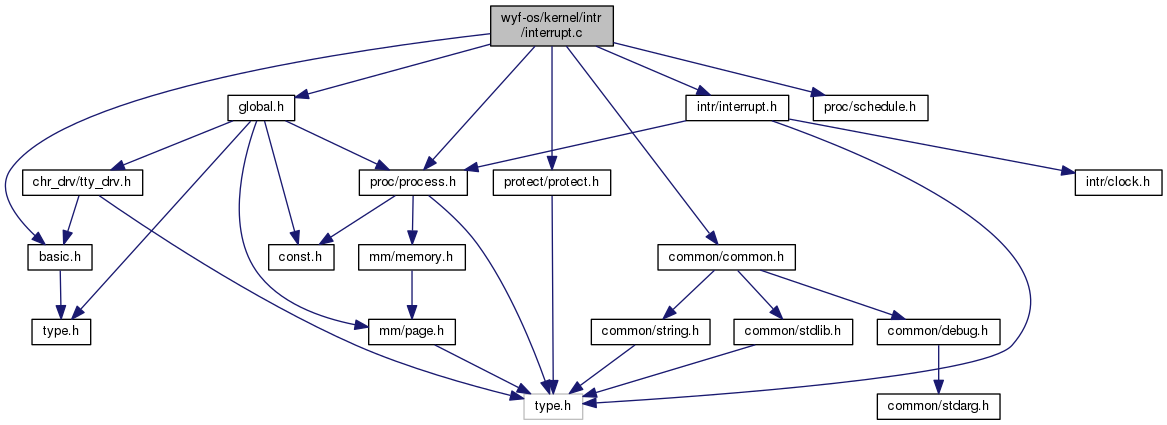 wyf-os/kernel/intr
/interrupt.c
global.h
intr/interrupt.h
proc/schedule.h
chr_drv/tty_drv.h
proc/process.h
protect/protect.h
intr/clock.h
basic.h
const.h
mm/memory.h
common/common.h
type.h
mm/page.h
common/string.h
common/stdlib.h
common/debug.h
type.h
common/stdarg.h